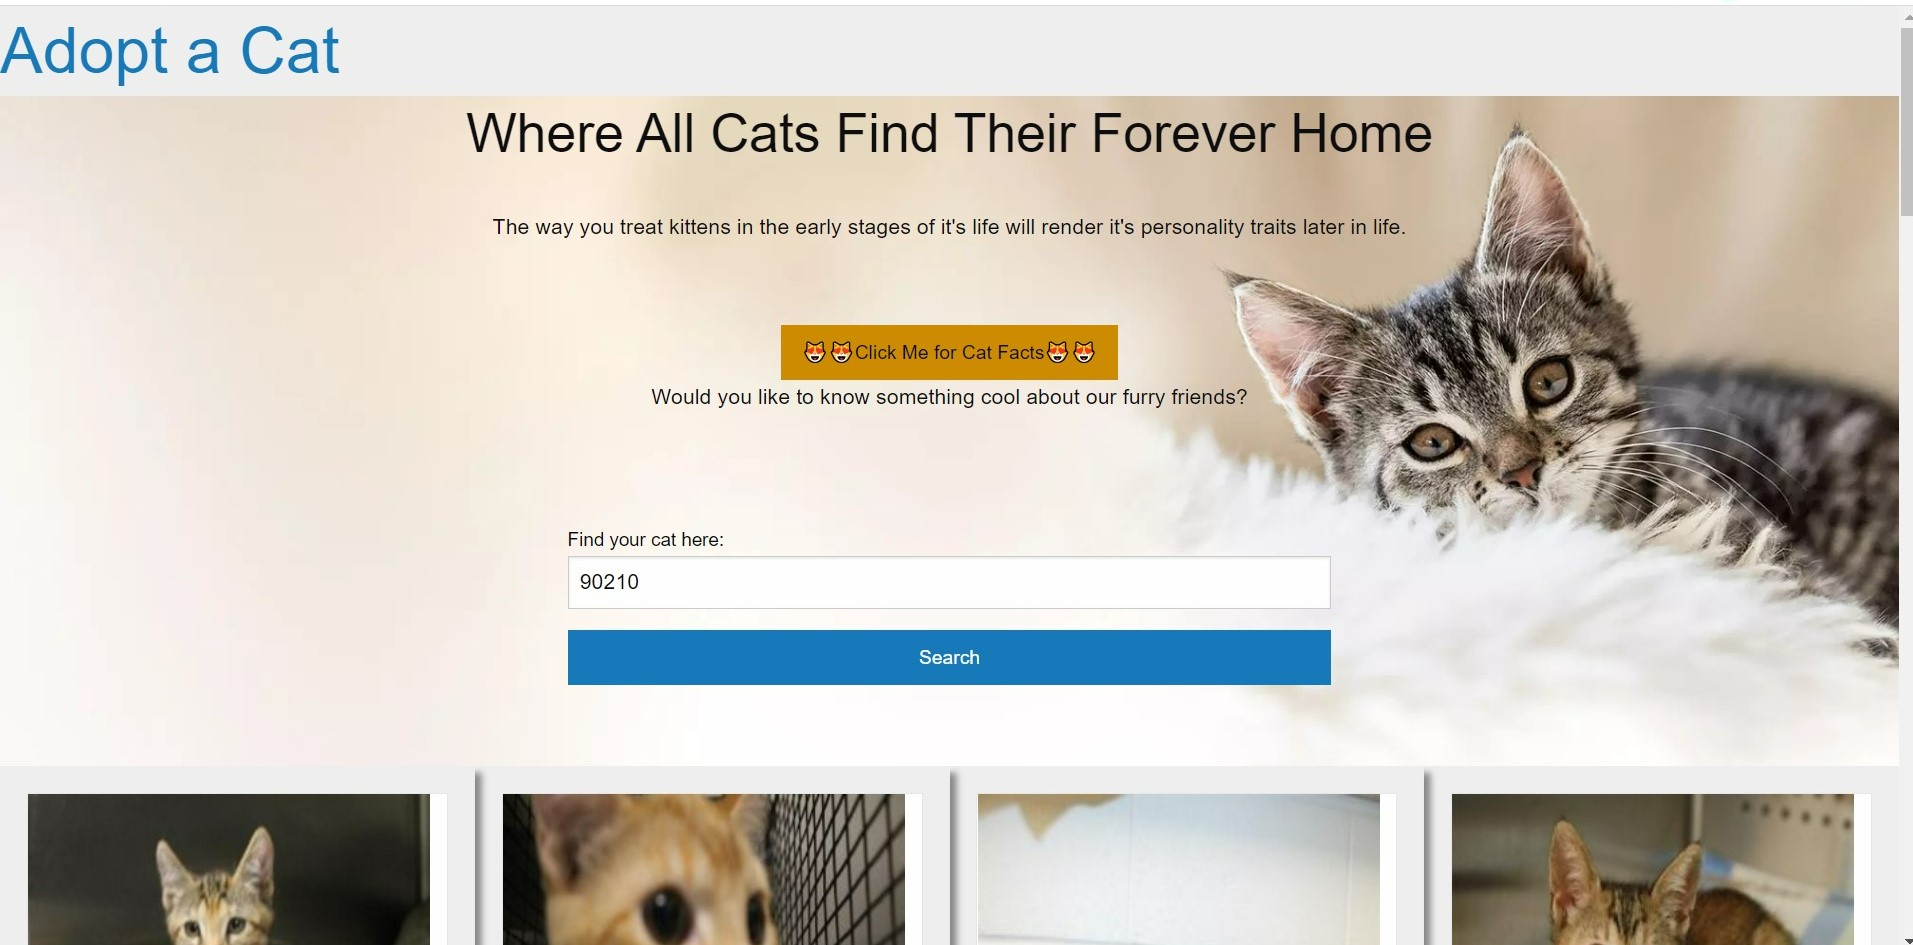 Adopt a Cat
Where All Cats Find Their Forever Home
The way you treat kittens in the early stages of it's life will render it's personality traits later in life.
😻😻Click Me for Cat Facts😻😻
Would you like to know something cool about our furry friends?
Find your cat here:
90210
Search